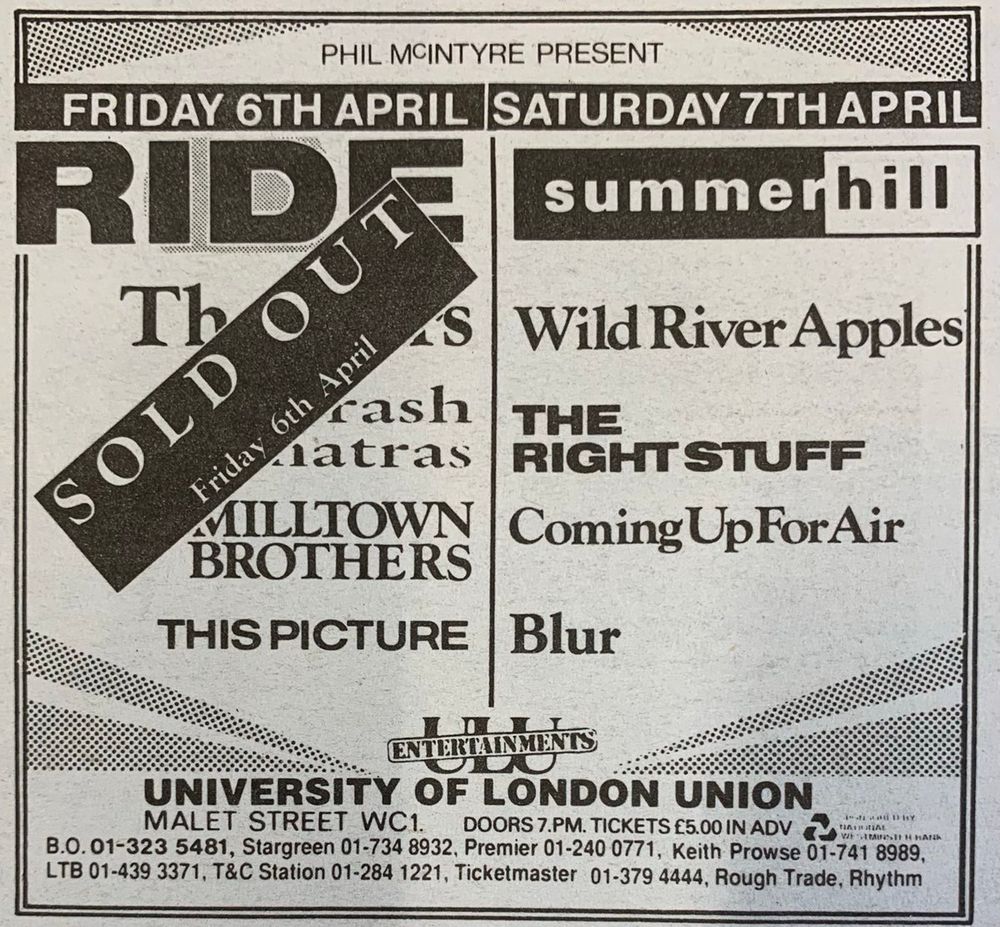 PHIL McINTYRE PRESENT
FRIDAY 6TH APRIL
RIDE
SOLD OUT
Friday 6th April
MILLTOWN
BROTHERS
THIS PICTURE
SATURDAY 7TH APRIL
summerhill
Wild River Apples
THE
RIGHT STUFF
Coming Up For Air
Blur
ULU
ENTERTAINMENTS
UNIVERSITY OF LONDON UNION
MALET STREET WC1. DOORS 7.PM. TICKETS £5.00 IN ADV
NATIONAL
WESTMINSTER BANK
B.O. 01-323 5481, Stargreen 01-734 8932, Premier 01-240 0771, Keith Prowse 01-741 8989,
LTB 01-439 3371, T&C Station 01-284 1221, Ticketmaster 01-379 4444, Rough Trade, Rhythm